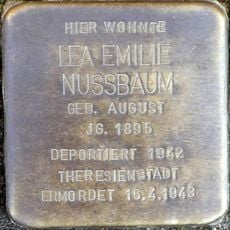 HIER WOHNTE
LEA EMILIE
NUSSBAUM
GEB. AUGUST
JG. 1895
DEPORTIERT 1942
THERESIENSTADT
ERMORDET 16.4.1943